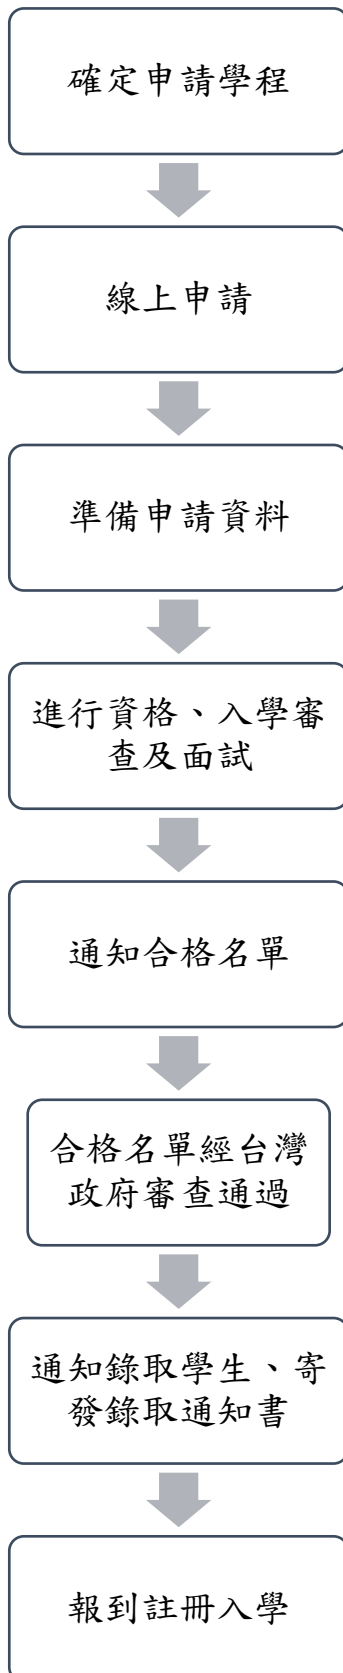 確定申請學程
線上申請
準備申請資料
進行資格、入學審
查及面試
通知合格名單
合格名單經台灣
政府審查通過
通知錄取學生、寄
發錄取通知書
報到註冊入學